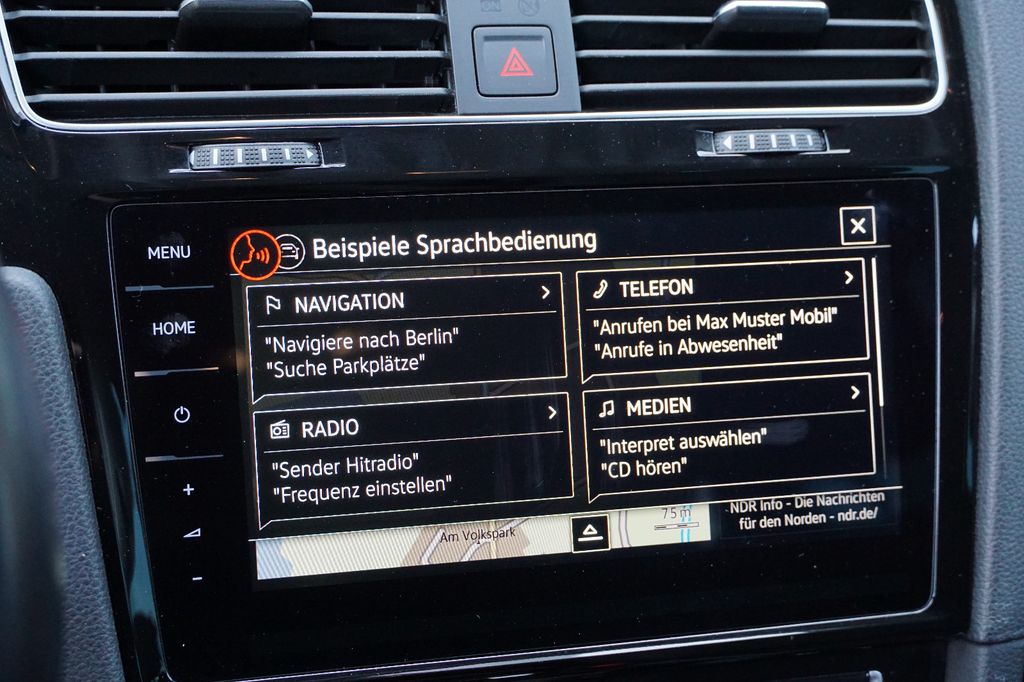 MENU
HOME
Beispiele Sprachbedienung
NAVIGATION
"Navigiere nach Berlin"
"Suche Parkplätze"
TELEFON
"Anrufen bei Max Muster Mobil"
"Anrufe in Abwesenheit"
RADIO
"Sender Hitradio"
"Frequenz einstellen"
MEDIEN
"Interpret auswählen"
"CD hören"
Am Volkspark
75 m
NDR Info - Die Nachrichten
für den Norden - ndr.de/